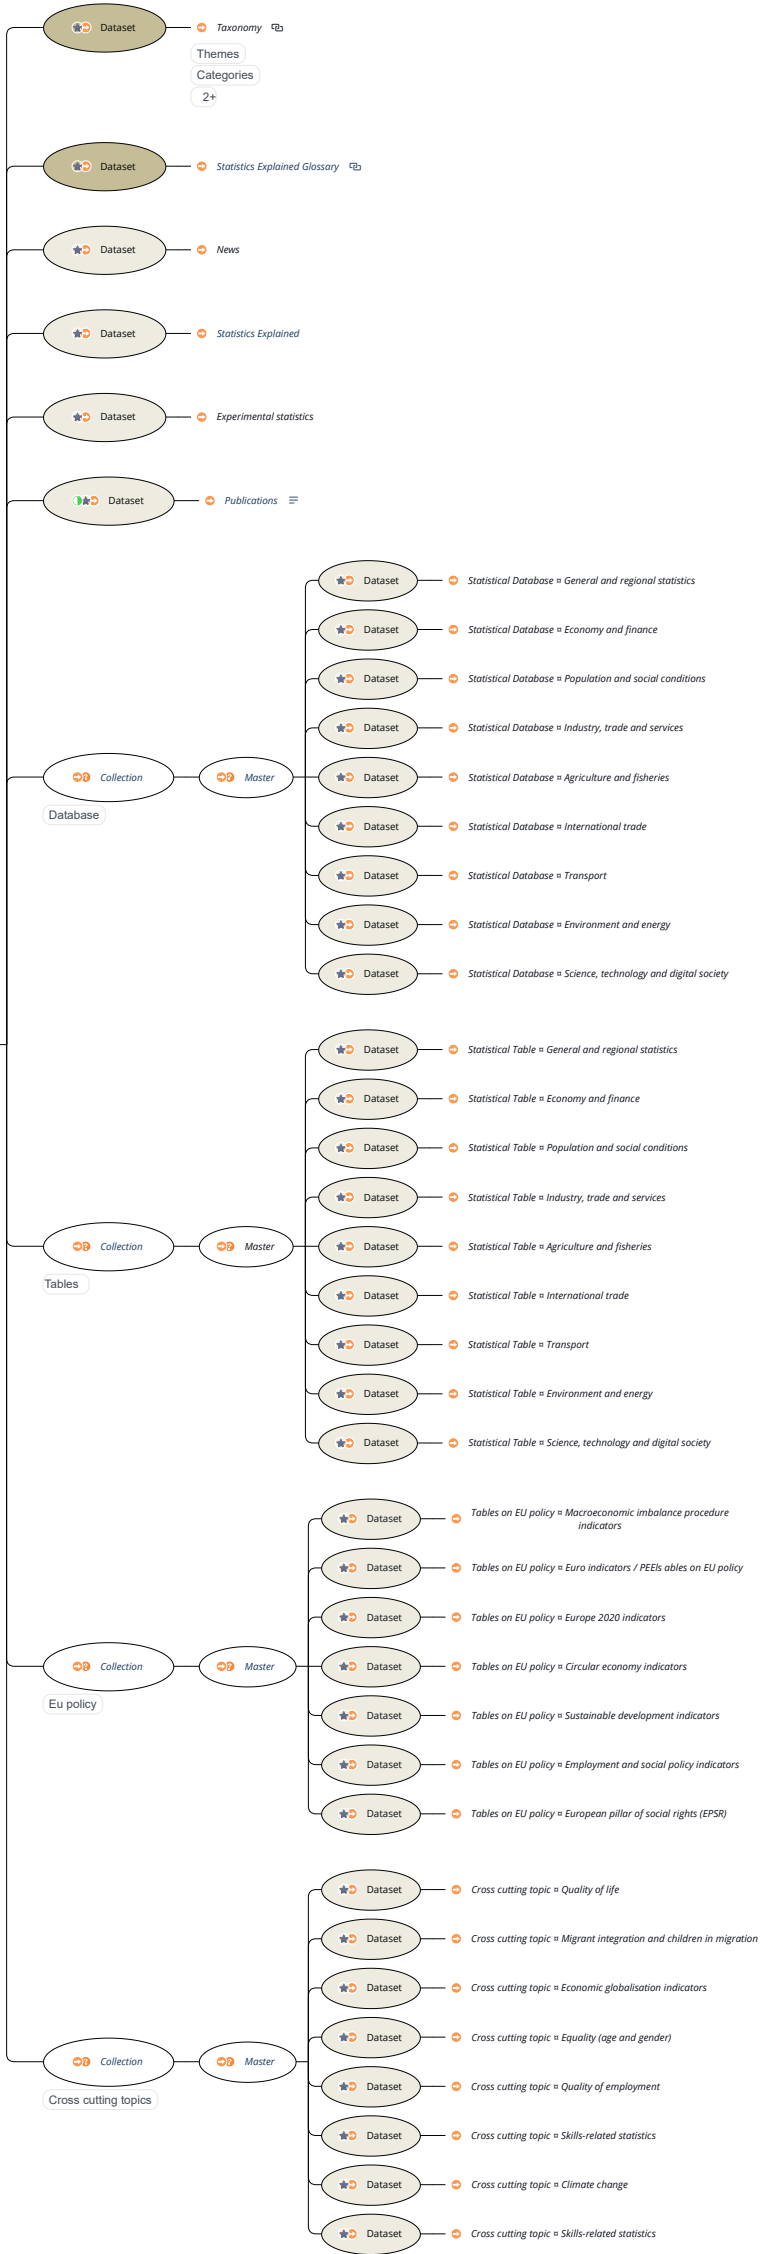 Dataset
Taxonomy
Themes
Categories
2+
Dataset
Statistics Explained Glossary
Dataset
News
Dataset
Statistics Explained
Dataset
Experimental statistics
Dataset
Publications
Dataset
Statistical Database ¤ General and regional statistics
Dataset
Statistical Database ¤ Economy and finance
Dataset
Statistical Database ¤ Population and social conditions
Dataset
Statistical Database ¤ Industry, trade and services
Collection
Master
Dataset
Statistical Database ¤ Agriculture and fisheries
Database
Dataset
Statistical Database ¤ International trade
Dataset
Statistical Database ¤ Transport
Dataset
Statistical Database ¤ Environment and energy
Dataset
Statistical Database ¤ Science, technology and digital society
Dataset
Statistical Table ¤ General and regional statistics
Dataset
Statistical Table ¤ Economy and finance
Dataset
Statistical Table ¤ Population and social conditions
Dataset
Statistical Table ¤ Industry, trade and services
Collection
Master
Dataset
Statistical Table ¤ Agriculture and fisheries
Tables
Dataset
Statistical Table ¤ International trade
Dataset
Statistical Table ¤ Transport
Dataset
Statistical Table ¤ Environment and energy
Dataset
Statistical Table ¤ Science, technology and digital society
Dataset
Tables on EU policy ¤ Macroeconomic imbalance procedure
indicators
Dataset
Tables on EU policy ¤ Euro indicators / PEEIs ables on EU policy
Dataset
Tables on EU policy ¤ Europe 2020 indicators
Collection
Master
Dataset
Tables on EU policy ¤ Circular economy indicators
Eu policy
Dataset
Tables on EU policy ¤ Sustainable development indicators
Dataset
Tables on EU policy ¤ Employment and social policy indicators
Dataset
Tables on EU policy ¤ European pillar of social rights (EPSR)
Dataset
Cross cutting topic ¤ Quality of life
Dataset
Cross cutting topic ¤ Migrant integration and children in migration
Dataset
Cross cutting topic ¤ Economic globalisation indicators
Dataset
Cross cutting topic ¤ Equality (age and gender)
Collection
Master
Dataset
Cross cutting topic ¤ Quality of employment
Cross cutting topics
Dataset
Cross cutting topic ¤ Skills-related statistics
Dataset
Cross cutting topic ¤ Climate change
Dataset
Cross cutting topic ¤ Skills-related statistics